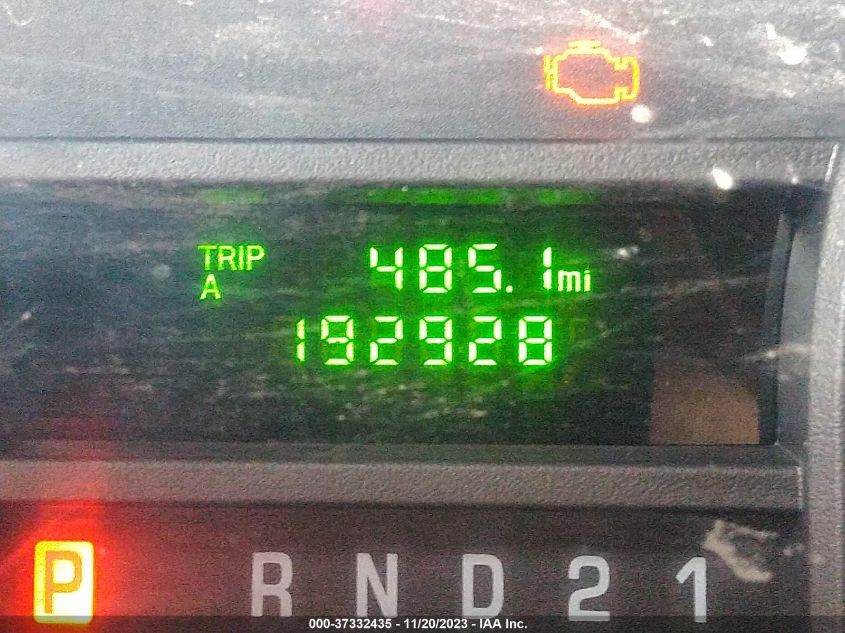 TRIP 485.1mi
A
192928
P R N D 2 1
000-37332435 - 11/20/2023 - IAA Inc.